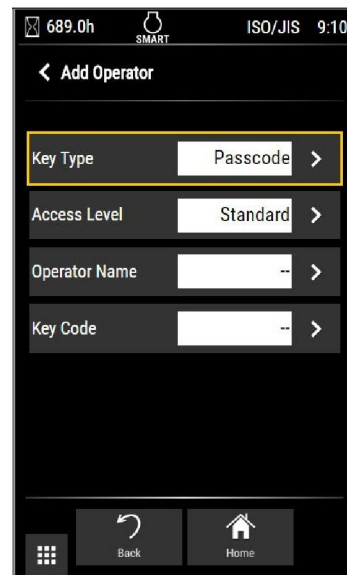 689.0h SMART ISO/JIS 9:10
Add Operator
Key Type Passcode
Access Level Standard
Operator Name --
Key Code --
Back Home